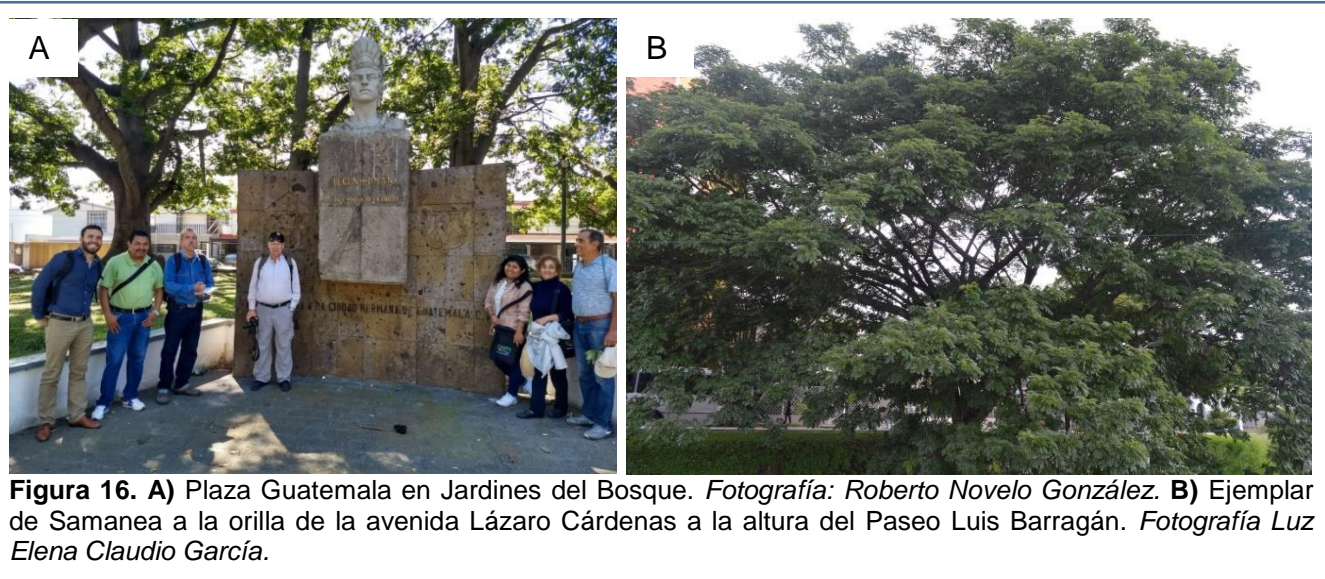 A
B
A LA CIUDAD HERMANA DE GUATEMALA
Figura 16. A) Plaza Guatemala en Jardines del Bosque. Fotografía: Roberto Novelo González. B) Ejemplar
de Samanea a la orilla de la avenida Lázaro Cárdenas a la altura del Paseo Luis Barragán. Fotografía Luz
Elena Claudio García.